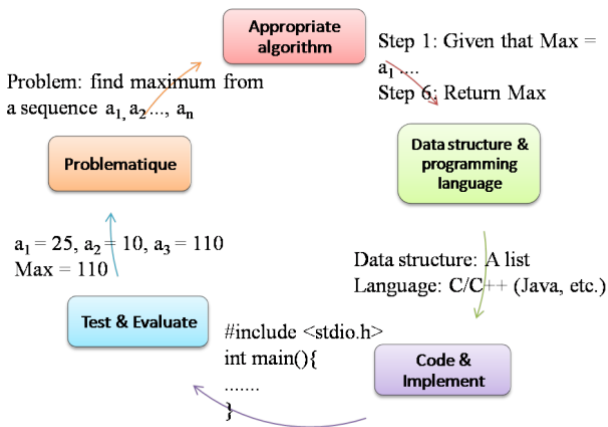 Appropriate
algorithm
Step 1: Given that Max =
a₁ ....
Step 6: Return Max
Problem: find maximum from
a sequence a₁, a₂ ..., aₙ
Problematique
Data structure &
programming
language
a₁ = 25, a₂ = 10, a₃ = 110
Max = 110
Data structure: A list
Language: C/C++ (Java, etc.)
Test & Evaluate
#include <stdio.h>
int main(){
.......
}
Code &
Implement